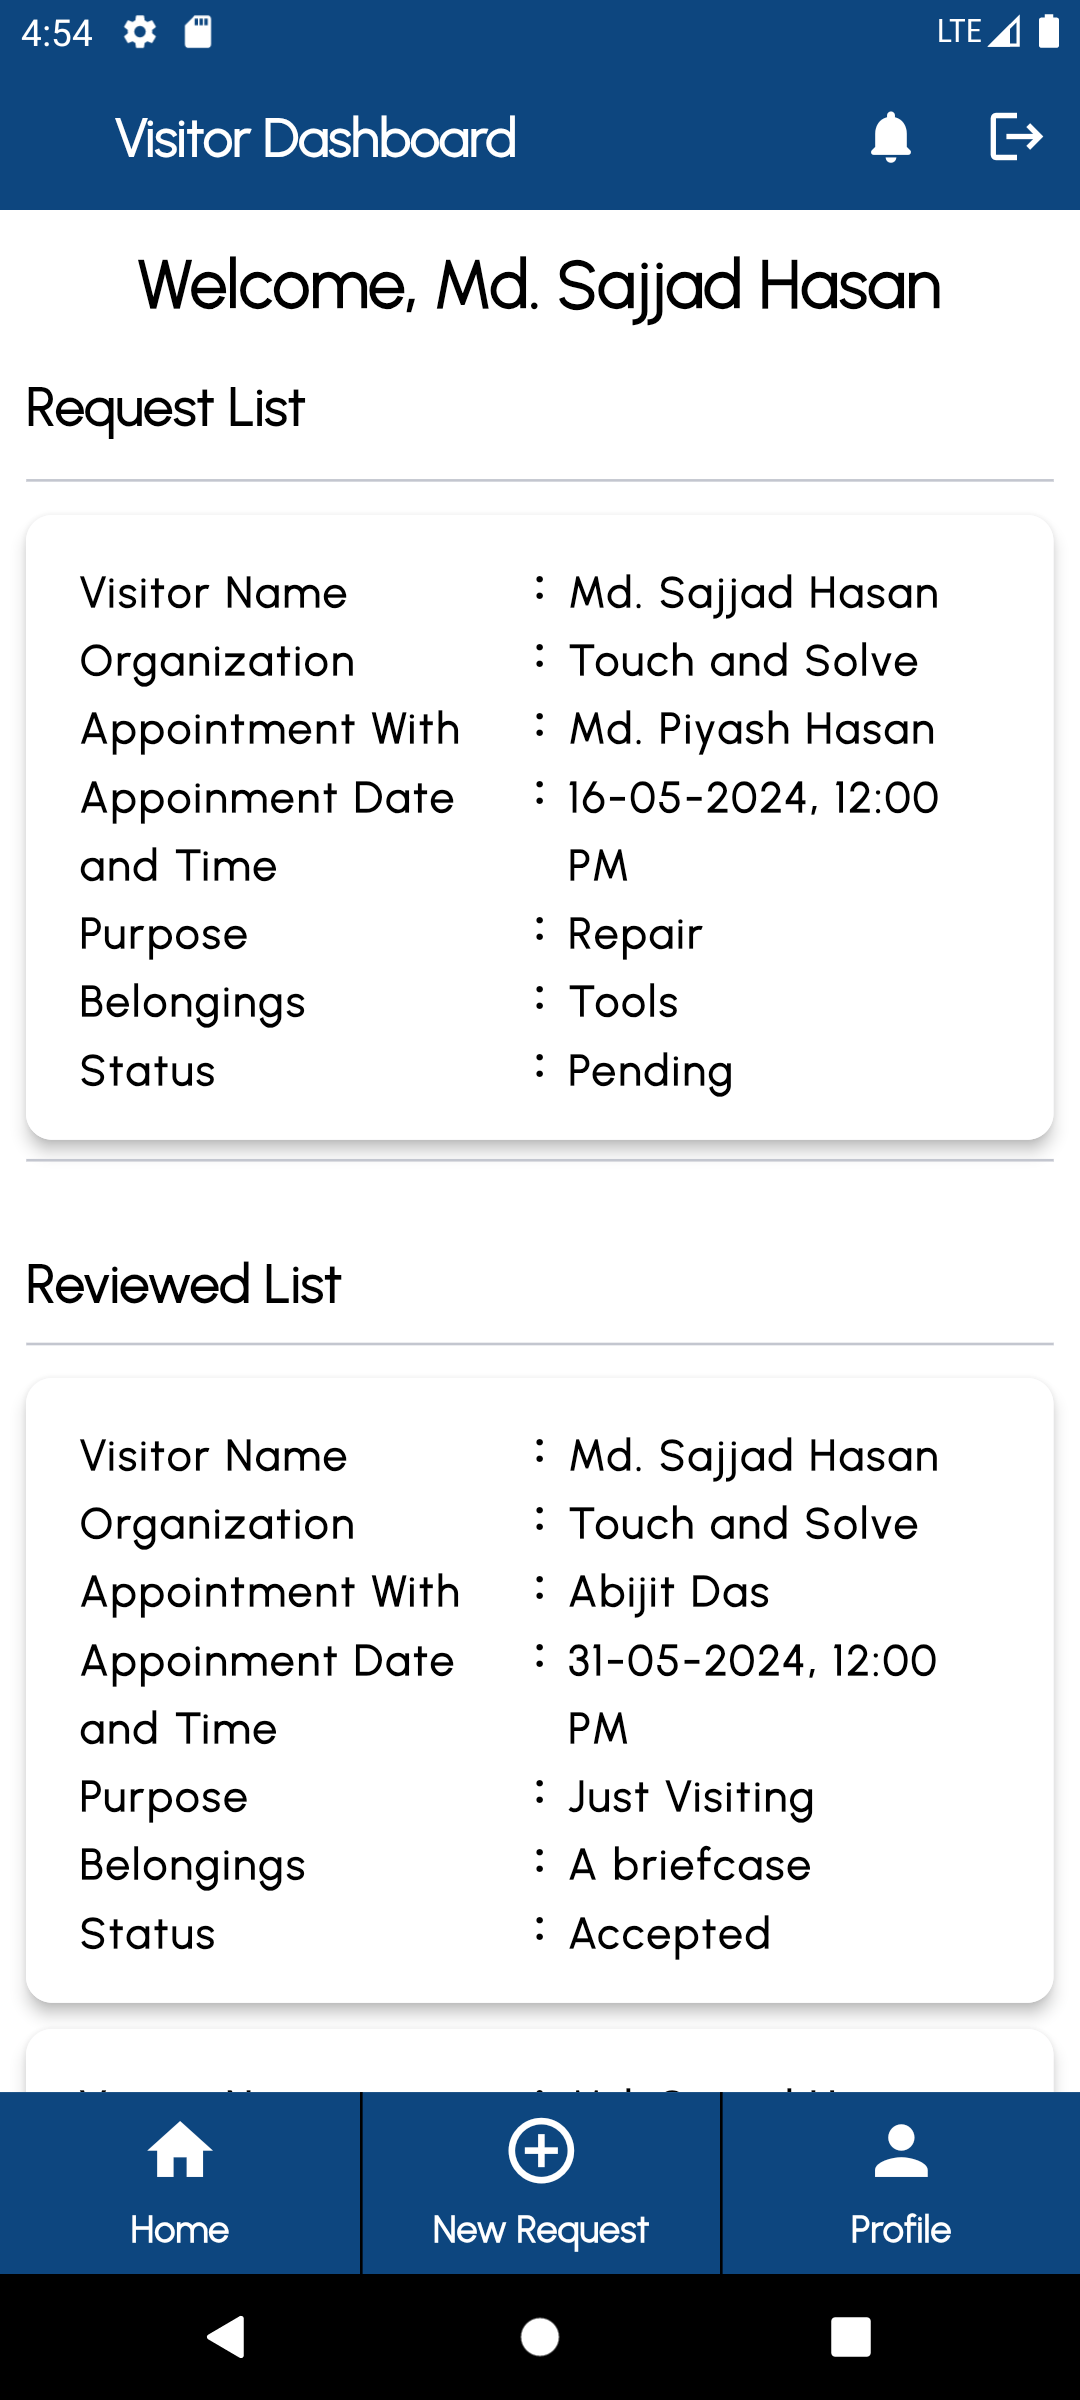 4:54 LTE
Visitor Dashboard
Welcome, Md. Sajjad Hasan
Request List
Visitor Name : Md. Sajjad Hasan
Organization : Touch and Solve
Appointment With : Md. Piyash Hasan
Appoinment Date : 16-05-2024, 12:00
and Time PM
Purpose : Repair
Belongings : Tools
Status : Pending
Reviewed List
Visitor Name : Md. Sajjad Hasan
Organization : Touch and Solve
Appointment With : Abijit Das
Appoinment Date : 31-05-2024, 12:00
and Time PM
Purpose : Just Visiting
Belongings : A briefcase
Status : Accepted
Home New Request Profile